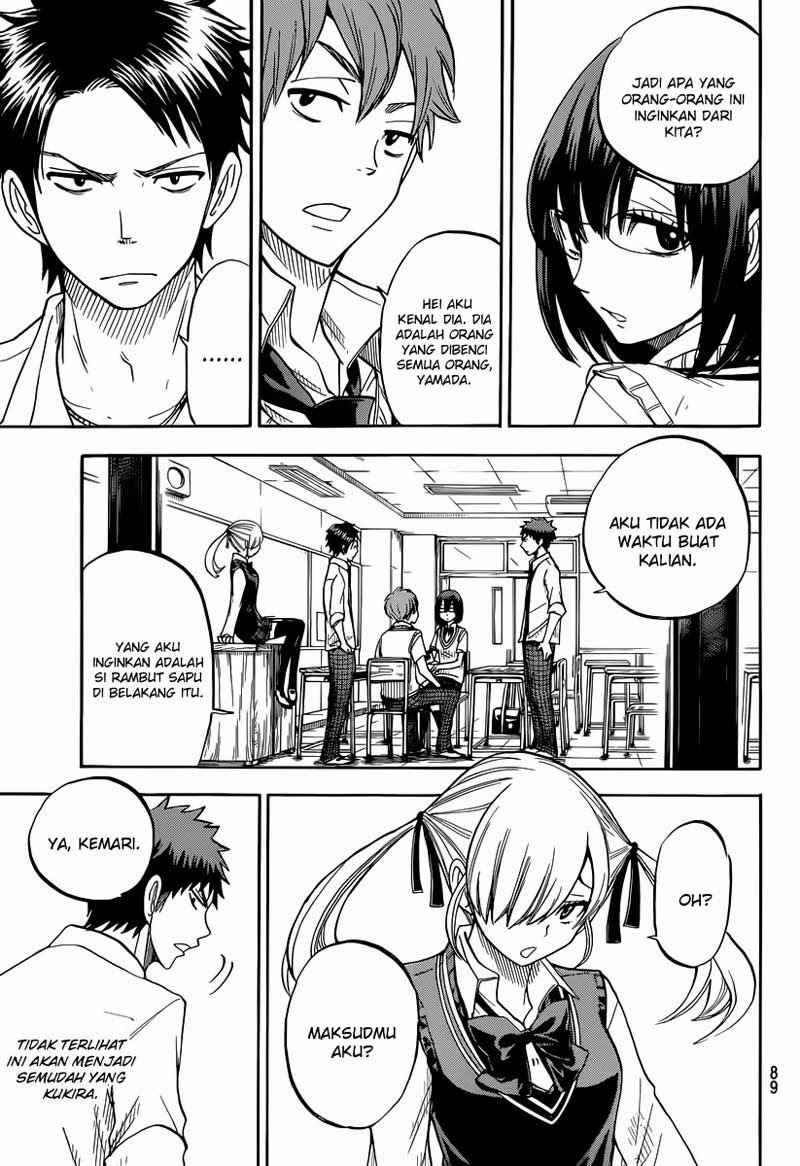 JADI APA YANG
ORANG-ORANG INI
INGINKAN DARI
KITA?
HEI AKU
KENAL DIA. DIA
ADALAH ORANG
YANG DIBENCI
SEMUA ORANG,
YAMADA.
......
AKU TIDAK ADA
WAKTU BUAT
KALIAN.
YANG AKU
INGINKAN ADALAH
SI RAMBUT SAPU
DI BELAKANG ITU.
OH?
MAKSUDMU
AKU?
YA, KEMARI.
TIDAK TERLIHAT
INI AKAN MENJADI
SEMUDAH YANG
KUKIRA.
89